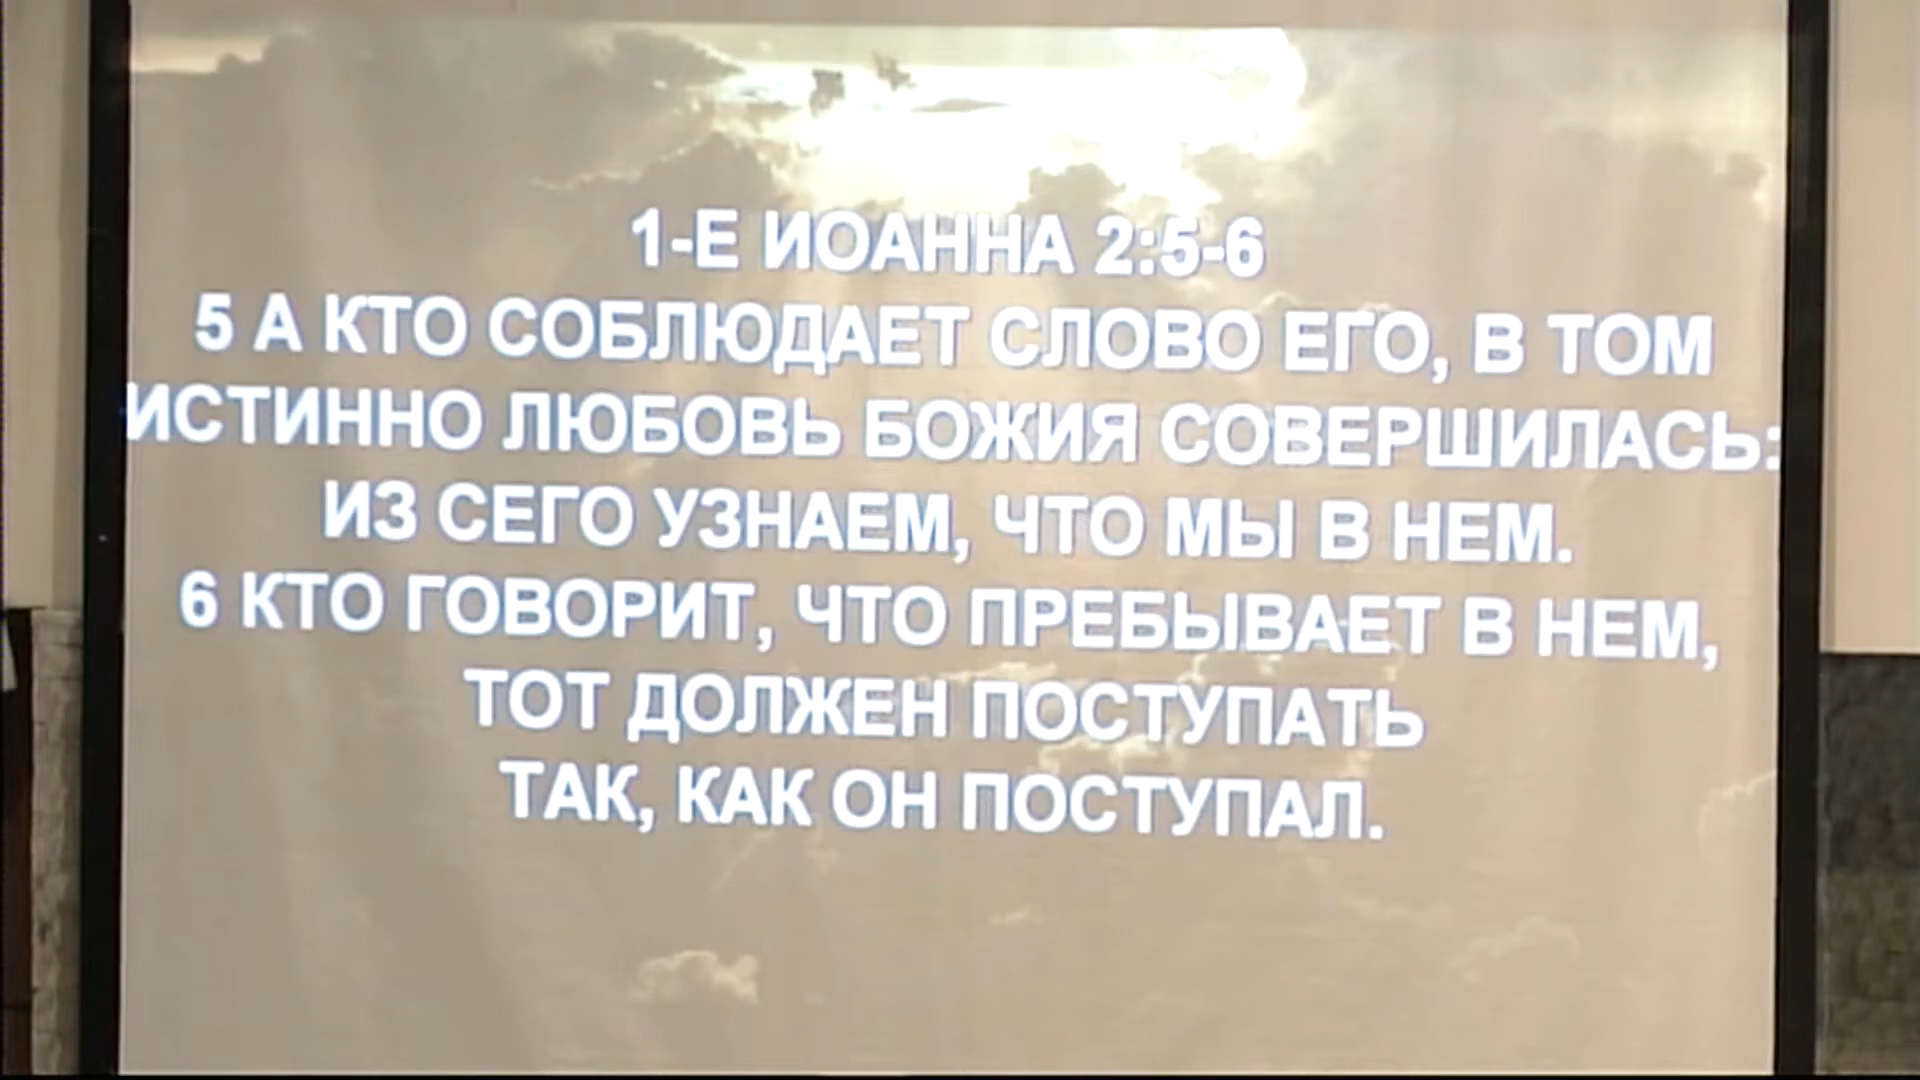 1-Е ИОАННА 2:5-6
5 А КТО СОБЛЮДАЕТ СЛОВО ЕГО, В ТОМ
ИСТИННО ЛЮБОВЬ БОЖИЯ СОВЕРШИЛАСЬ:
ИЗ СЕГО УЗНАЕМ, ЧТО МЫ В НЕМ.
6 КТО ГОВОРИТ, ЧТО ПРЕБЫВАЕТ В НЕМ,
ТОТ ДОЛЖЕН ПОСТУПАТЬ
ТАК, КАК ОН ПОСТУПАЛ.